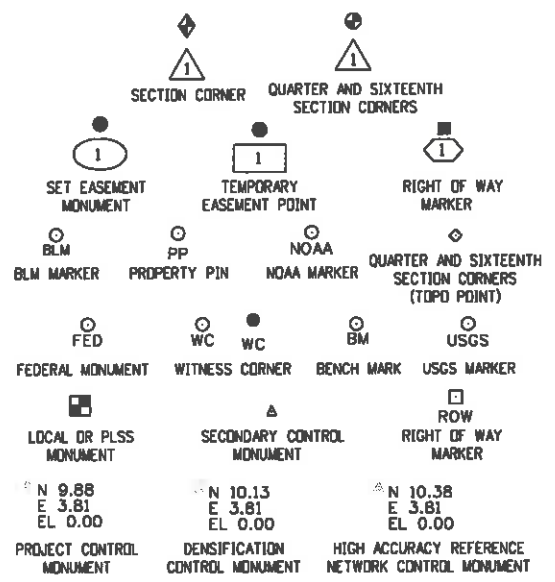 1
1
SECTION CORNER
QUARTER AND SIXTEENTH
SECTION CORNERS
1
1
1
SET EASEMENT
MONUMENT
TEMPORARY
EASEMENT POINT
RIGHT OF WAY
MARKER
BLM
BLM MARKER
PP
PROPERTY PIN
NOAA
NOAA MARKER
QUARTER AND SIXTEENTH
SECTION CORNERS
(TOPO POINT)
FED
FEDERAL MONUMENT
WC
WC
WITNESS CORNER
BM
BENCH MARK
USGS
USGS MARKER
LOCAL OR PLSS
MONUMENT
SECONDARY CONTROL
MONUMENT
ROW
RIGHT OF WAY
MARKER
N 9.88
E 3.81
EL 0.00
PROJECT CONTROL
MONUMENT
N 10.13
E 3.81
EL 0.00
DENSIFICATION
CONTROL MONUMENT
N 10.38
E 3.81
EL 0.00
HIGH ACCURACY REFERENCE
NETWORK CONTROL MONUMENT